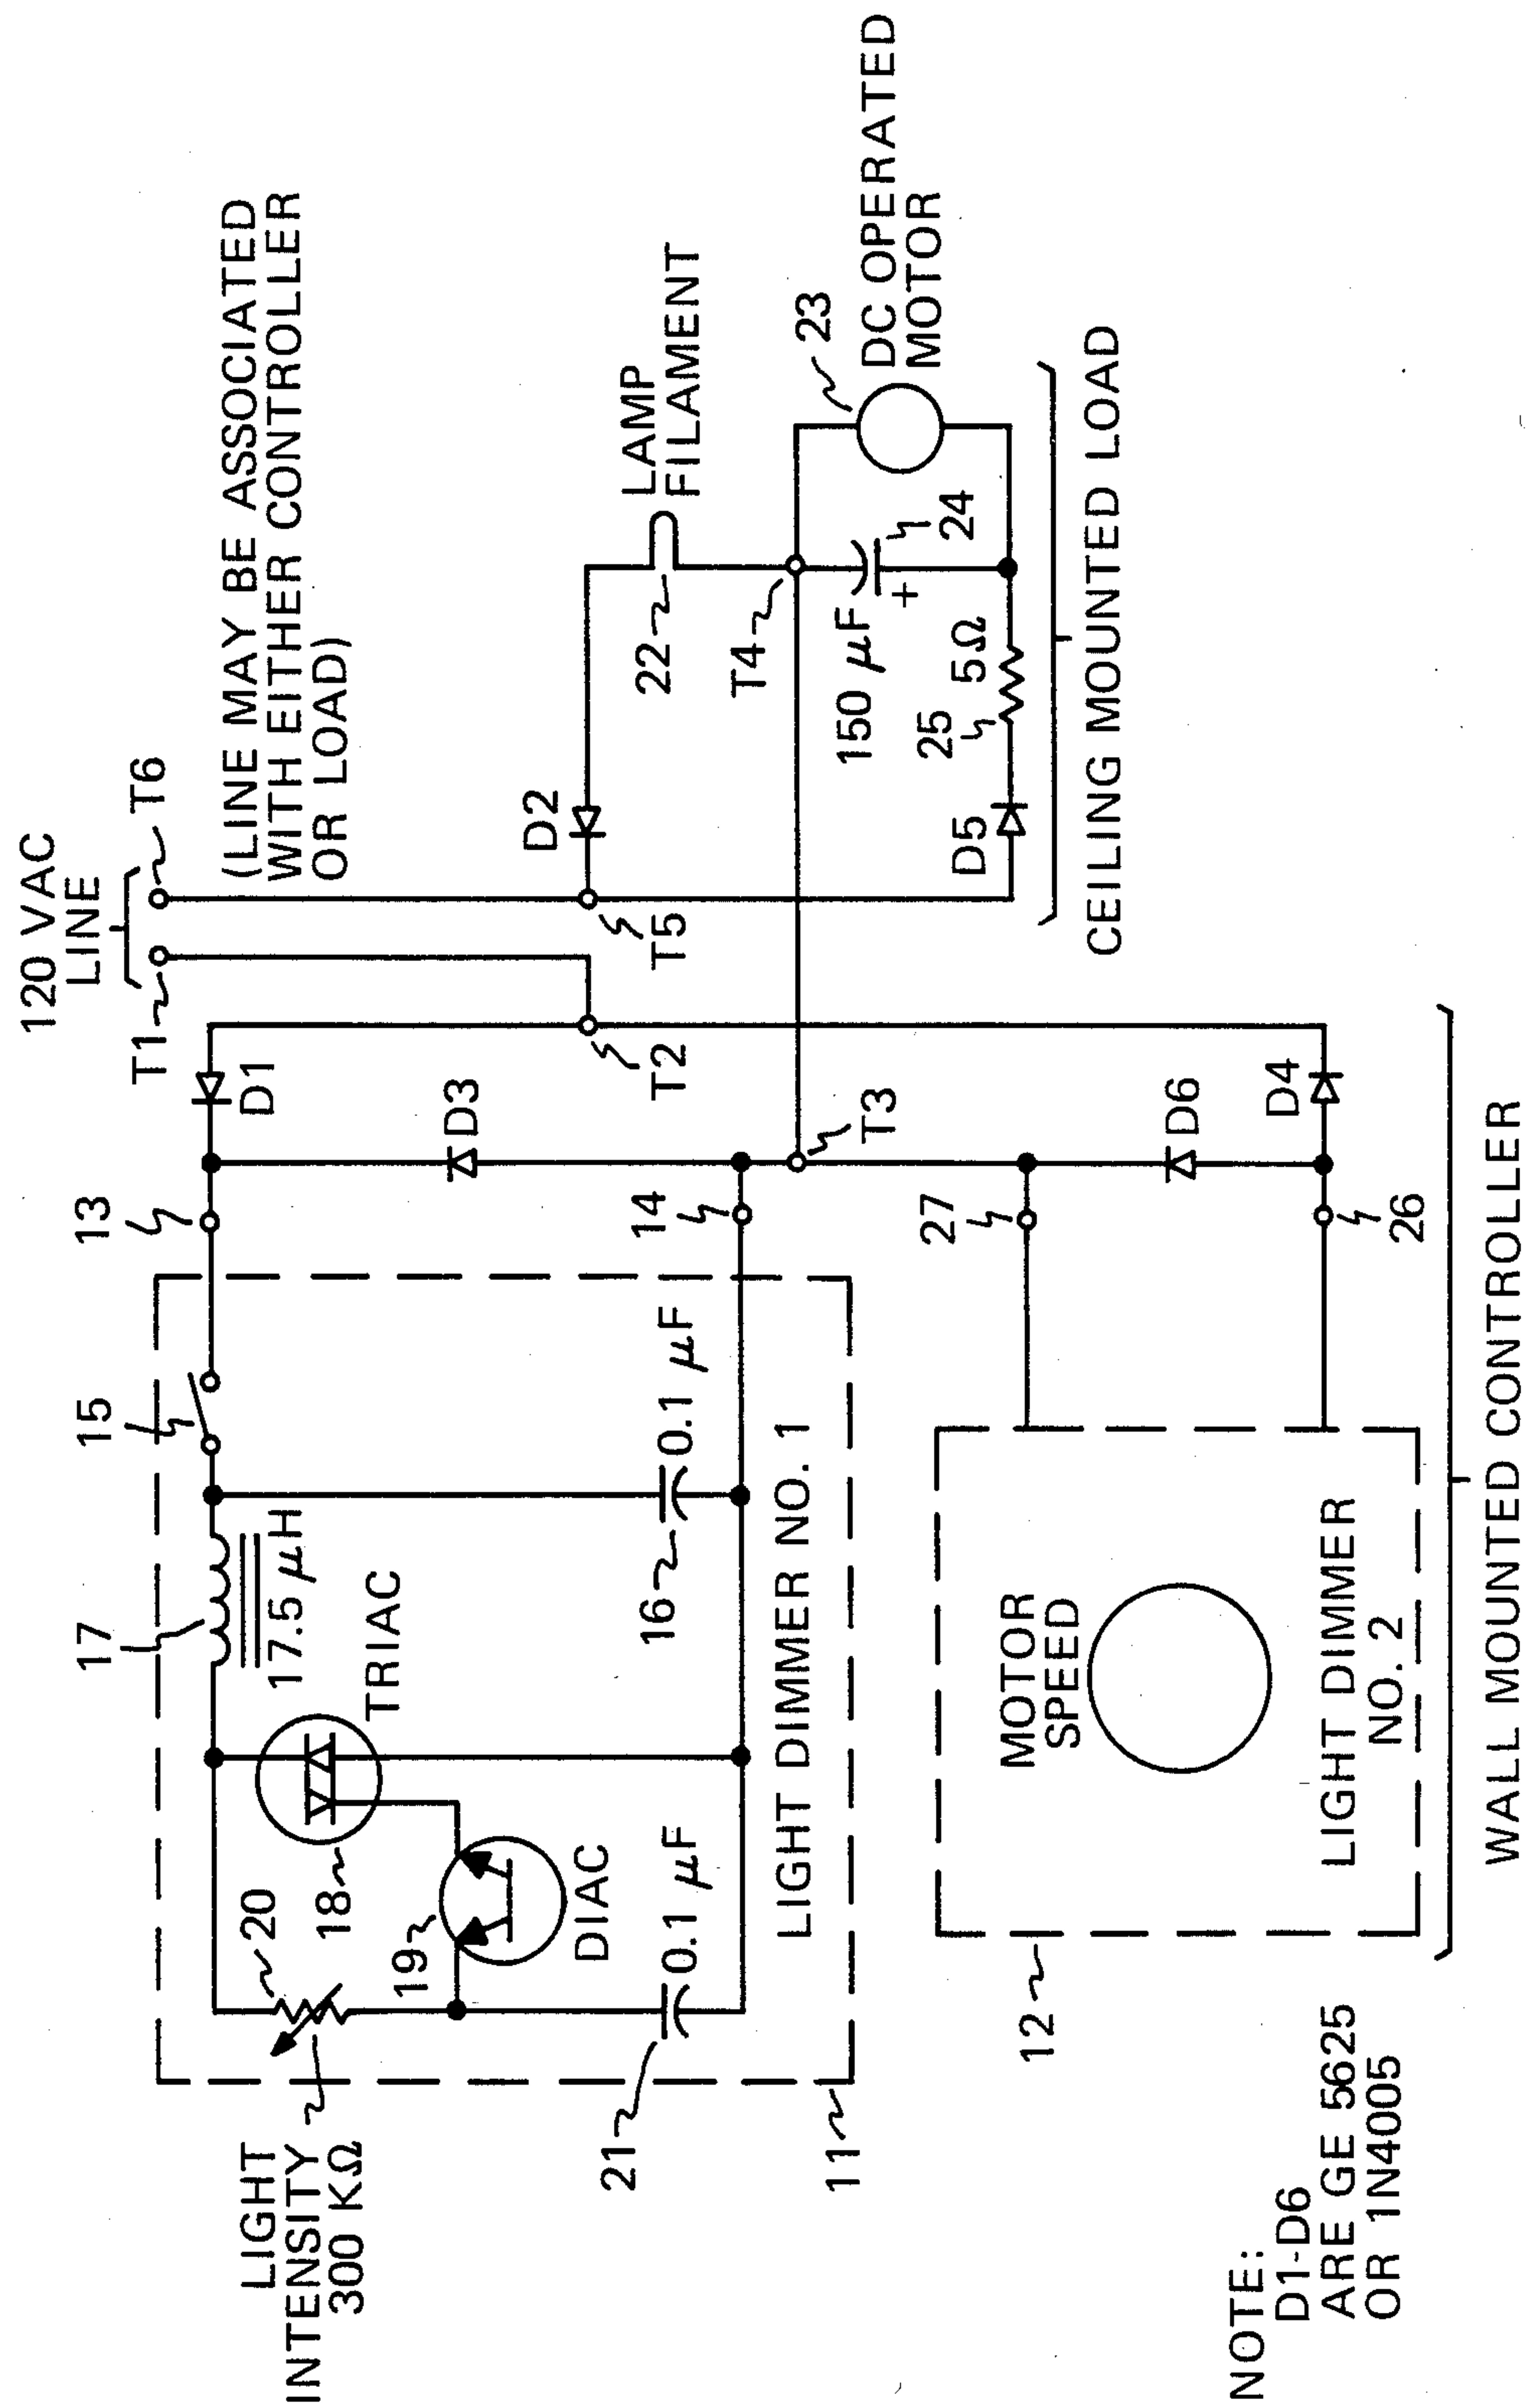 120 VAC
LINE
T1
T6
(LINE MAY BE ASSOCIATED
WITH EITHER CONTROLLER
OR LOAD)
13
D1
T2
T5
D2
LAMP
FILAMENT
22
D3
14
T3
T4
15
17
17.5 μH
TRIAC
18
20
LIGHT
INTENSITY
300 KΩ
19
DIAC
16
0.1 μF
21
0.1 μF
LIGHT DIMMER NO. 1
11
150 μF
+
24
23
DC OPERATED
MOTOR
25
5Ω
D5
CEILING MOUNTED LOAD
27
D6
D4
26
MOTOR
SPEED
LIGHT DIMMER
NO. 2
12
WALL MOUNTED CONTROLLER
NOTE:
D1-D6
ARE GE 5625
OR 1N4005